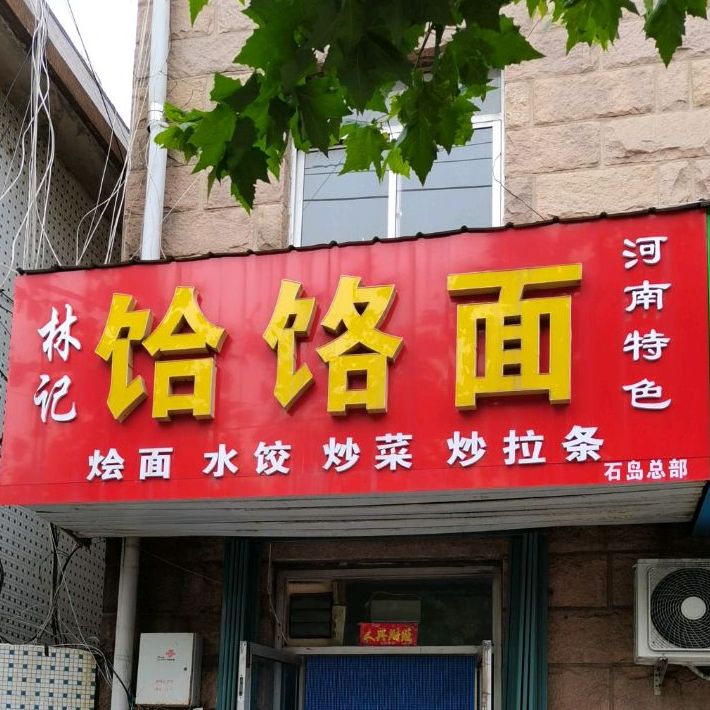 林记
饸饹面
河南特色
烩面 水饺 炒菜 炒拉条
石岛总部